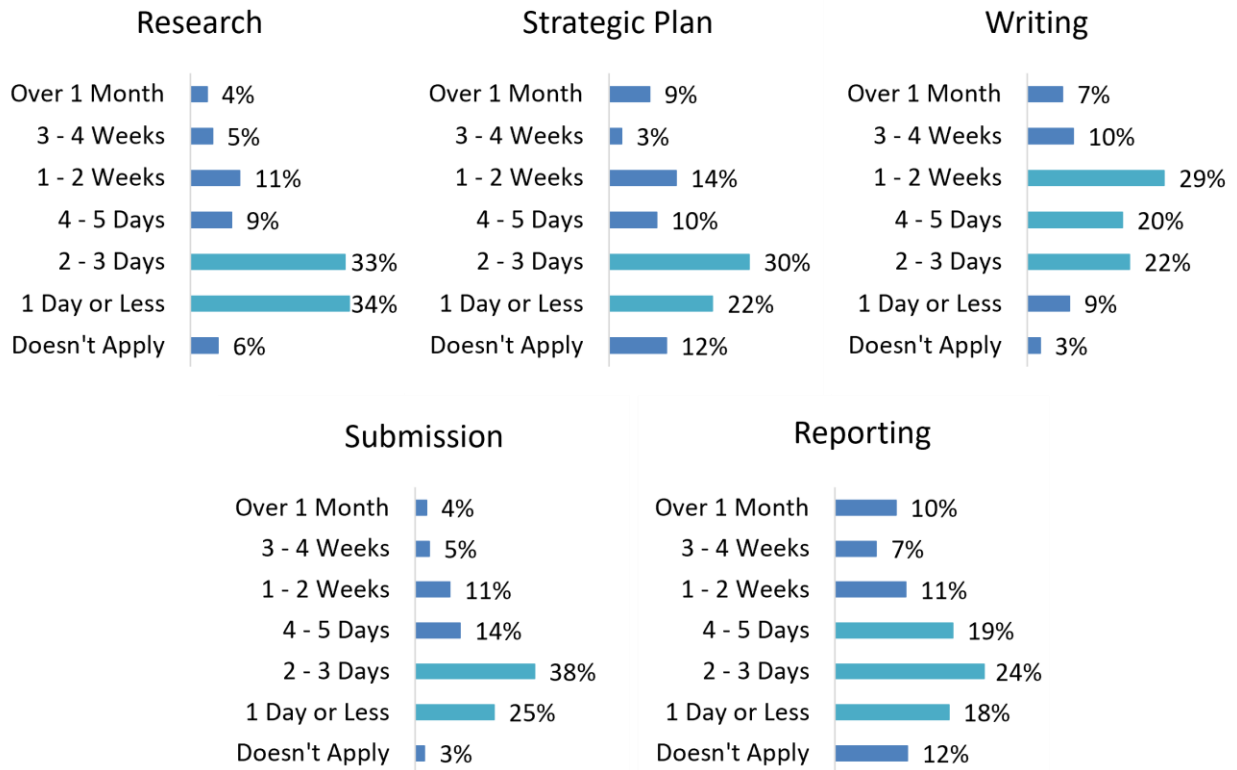 Research
Over 1 Month 4%
3 - 4 Weeks 5%
1 - 2 Weeks 11%
4 - 5 Days 9%
2 - 3 Days 33%
1 Day or Less 34%
Doesn't Apply 6%
Strategic Plan
Over 1 Month 9%
3 - 4 Weeks 3%
1 - 2 Weeks 14%
4 - 5 Days 10%
2 - 3 Days 30%
1 Day or Less 22%
Doesn't Apply 12%
Writing
Over 1 Month 7%
3 - 4 Weeks 10%
1 - 2 Weeks 29%
4 - 5 Days 20%
2 - 3 Days 22%
1 Day or Less 9%
Doesn't Apply 3%
Submission
Over 1 Month 4%
3 - 4 Weeks 5%
1 - 2 Weeks 11%
4 - 5 Days 14%
2 - 3 Days 38%
1 Day or Less 25%
Doesn't Apply 3%
Reporting
Over 1 Month 10%
3 - 4 Weeks 7%
1 - 2 Weeks 11%
4 - 5 Days 19%
2 - 3 Days 24%
1 Day or Less 18%
Doesn't Apply 12%